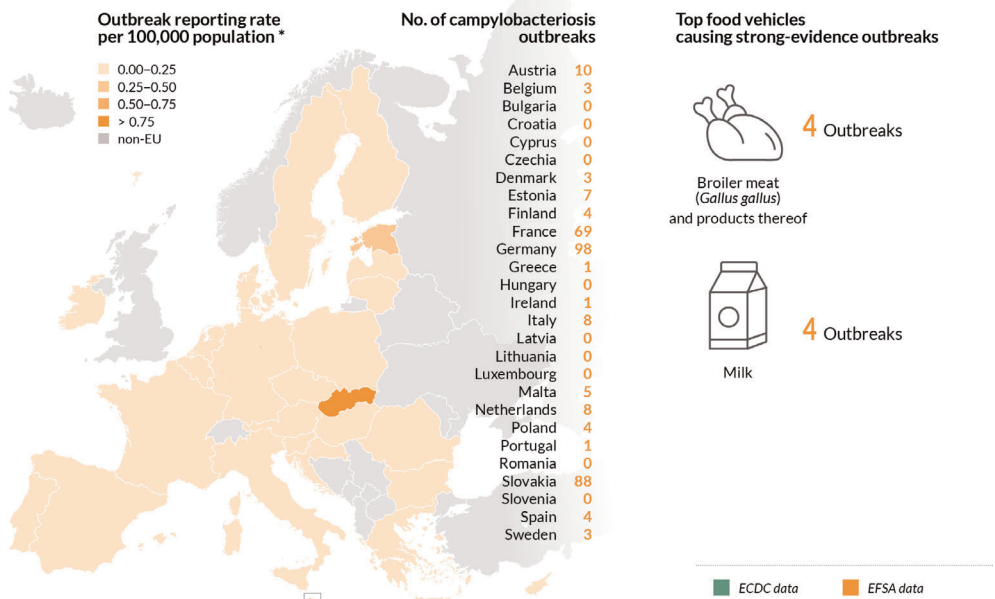 Outbreak reporting rate
per 100,000 population *
0.00–0.25
0.25–0.50
0.50–0.75
> 0.75
non-EU
No. of campylobacteriosis
outbreaks
Austria 10
Belgium 3
Bulgaria 0
Croatia 0
Cyprus 0
Czechia 0
Denmark 3
Estonia 7
Finland 4
France 69
Germany 98
Greece 1
Hungary 0
Ireland 1
Italy 8
Latvia 0
Lithuania 0
Luxembourg 0
Malta 5
Netherlands 8
Poland 4
Portugal 1
Romania 0
Slovakia 88
Slovenia 0
Spain 4
Sweden 3
Top food vehicles
causing strong-evidence outbreaks
4 Outbreaks
Broiler meat
(Gallus gallus)
and products thereof
4 Outbreaks
Milk
ECDC data
EFSA data